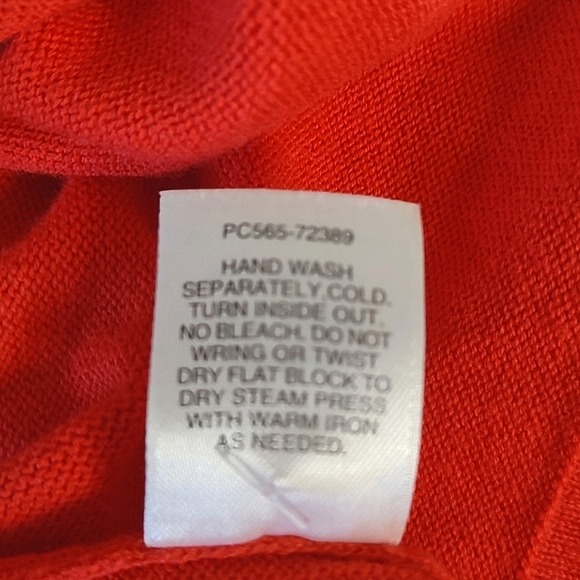 PC565-72389
HAND WASH
SEPARATELY,COLD.
TURN INSIDE OUT.
NO BLEACH. DO NOT
WRING OR TWIST
DRY FLAT BLOCK TO
DRY STEAM PRESS
WITH WARM IRON
AS NEEDED.